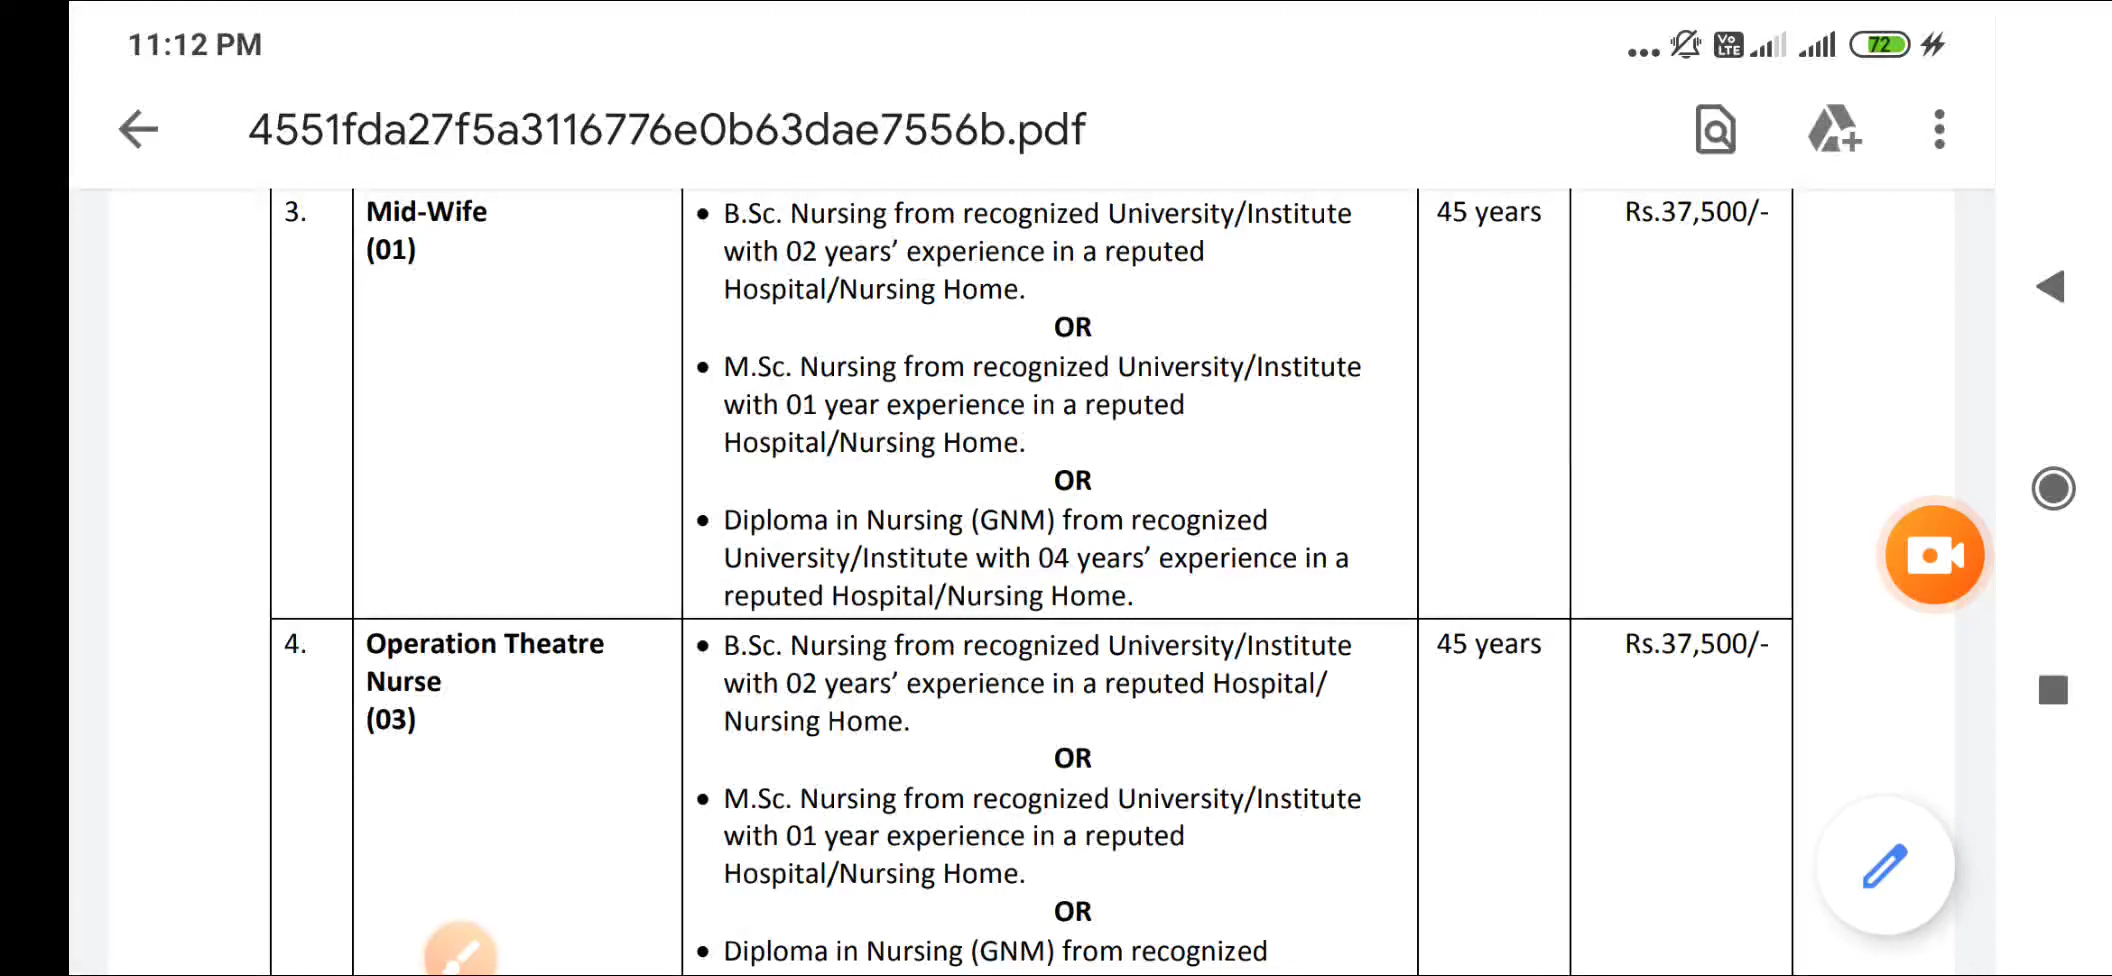 11:12 PM
Vo LTE
72
4551fda27f5a3116776e0b63dae7556b.pdf
3.
Mid-Wife
(01)
• B.Sc. Nursing from recognized University/Institute
with 02 years’ experience in a reputed
Hospital/Nursing Home.
OR
• M.Sc. Nursing from recognized University/Institute
with 01 year experience in a reputed
Hospital/Nursing Home.
OR
• Diploma in Nursing (GNM) from recognized
University/Institute with 04 years’ experience in a
reputed Hospital/Nursing Home.
45 years
Rs.37,500/-
4.
Operation Theatre
Nurse
(03)
• B.Sc. Nursing from recognized University/Institute
with 02 years’ experience in a reputed Hospital/
Nursing Home.
OR
• M.Sc. Nursing from recognized University/Institute
with 01 year experience in a reputed
Hospital/Nursing Home.
OR
• Diploma in Nursing (GNM) from recognized
45 years
Rs.37,500/-